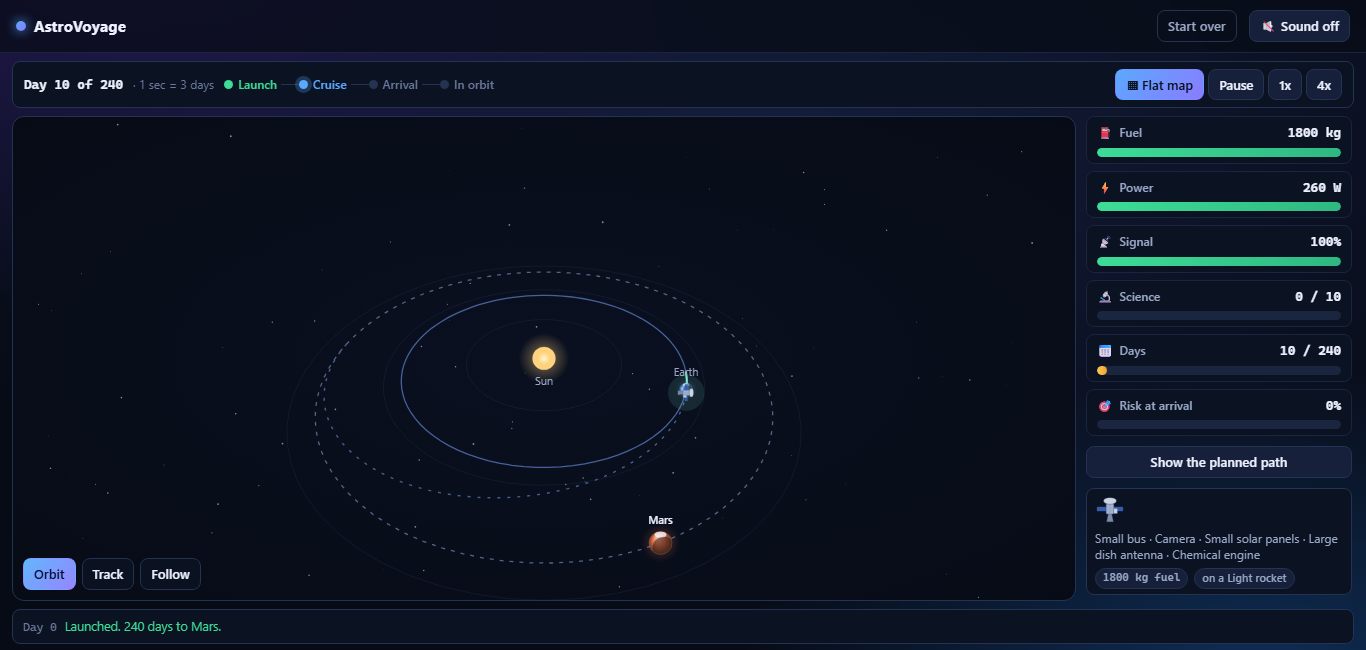 AstroVoyage
Start over
Sound off
Day 10 of 240 · 1 sec = 3 days Launch Cruise Arrival In orbit
Flat map Pause 1x 4x
Fuel 1800 kg
Power 260 W
Signal 100%
Science 0 / 10
Days 10 / 240
Risk at arrival 0%
Show the planned path
Small bus · Camera · Small solar panels · Large
dish antenna · Chemical engine
1800 kg fuel on a Light rocket
Sun
Earth
Mars
Orbit Track Follow
Day 0 Launched. 240 days to Mars.